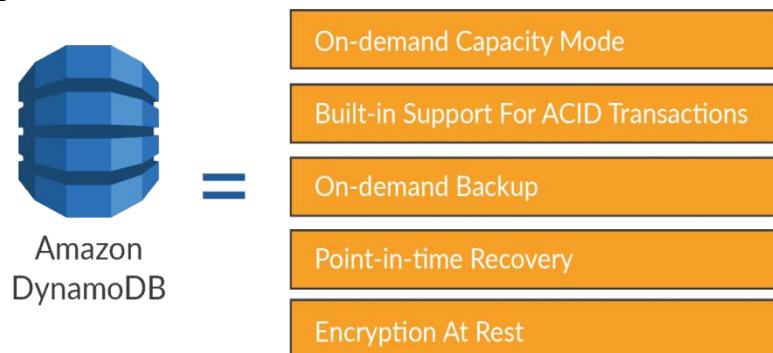 On-demand Capacity Mode
Built-in Support For ACID Transactions
On-demand Backup
Point-in-time Recovery
Encryption At Rest
=
Amazon
DynamoDB